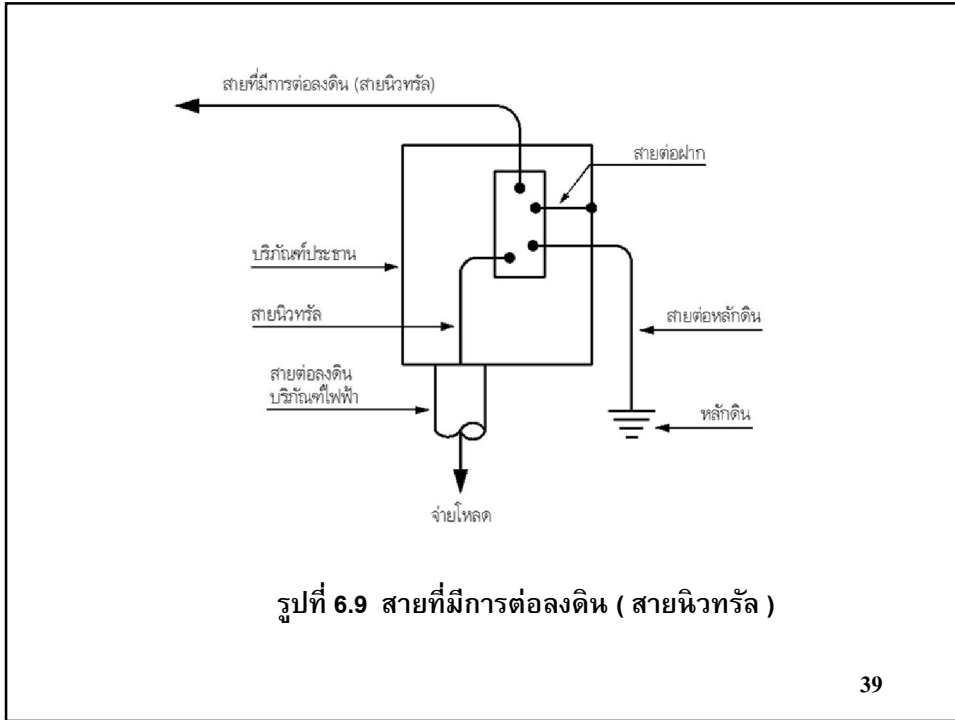 สายที่มีการต่อลงดิน (สายนิวทรัล)
สายต่อฝาก
บริภัณฑ์ประธาน
สายนิวทรัล
สายต่อหลักดิน
สายต่อลงดิน
บริภัณฑ์ไฟฟ้า
หลักดิน
จ่ายโหลด
รูปที่ 6.9 สายที่มีการต่อลงดิน ( สายนิวทรัล )
39